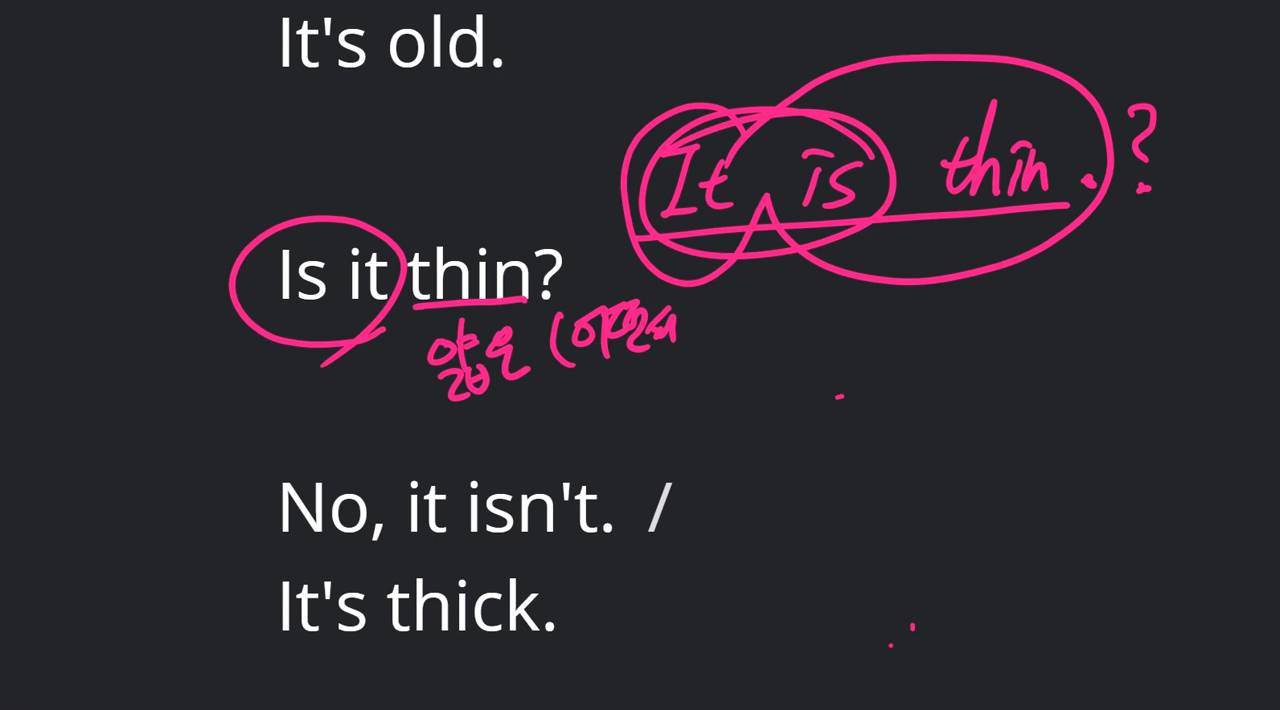 It's old.
It is thin. ?
Is it thin?
얇은 (
No, it isn't. /
It's thick.